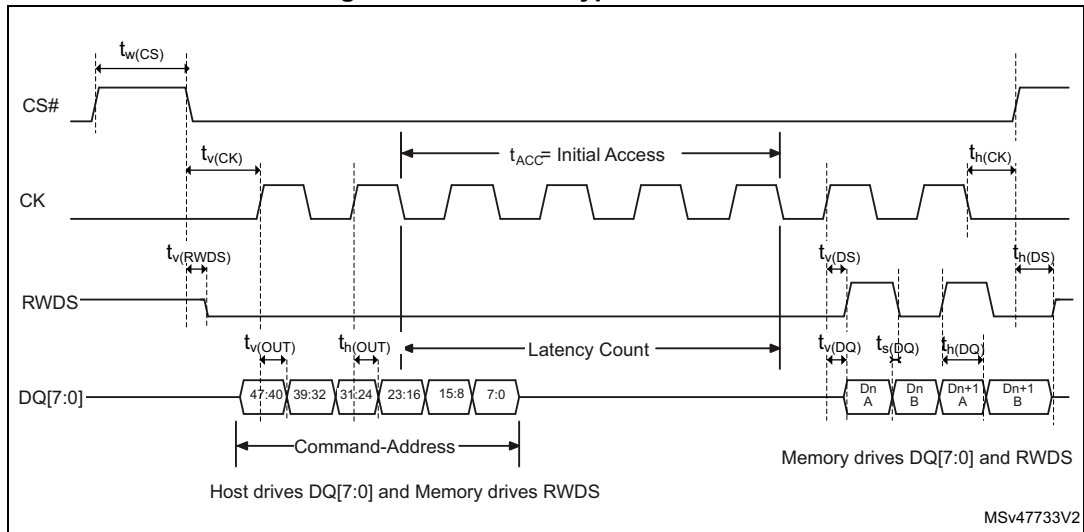 tw(CS)
CS#
tv(CK)
tACC= Initial Access
th(CK)
CK
tv(RWDS)
tv(DS)
th(DS)
RWDS
tv(OUT)
th(OUT)
Latency Count
tv(DQ)
ts(DQ)
th(DQ)
DQ[7:0]
47:40 39:32 31:24 23:16 15:8 7:0
Dn A
Dn B
Dn+1 A
Dn+1 B
Command-Address
Memory drives DQ[7:0] and RWDS
Host drives DQ[7:0] and Memory drives RWDS
MSv47733V2